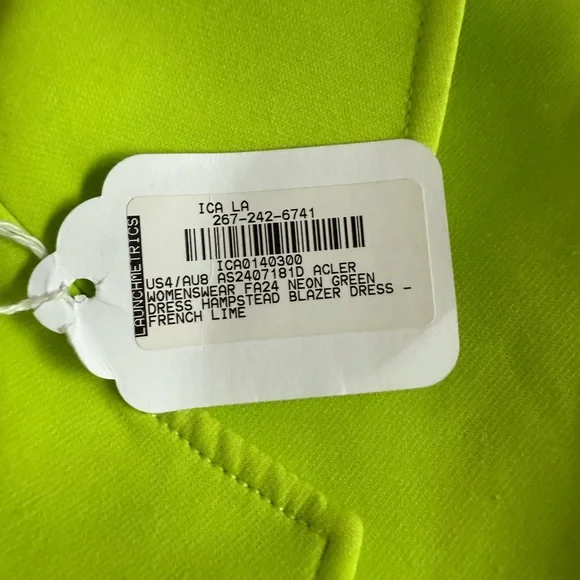 ICA LA
267-242-6741
ICA0140300
US4/AU8 AS2407181D ACLER
WOMENSWEAR FA24 NEON GREEN
DRESS HAMPSTEAD BLAZER DRESS -
FRENCH LIME
LAUNCHMETRICS